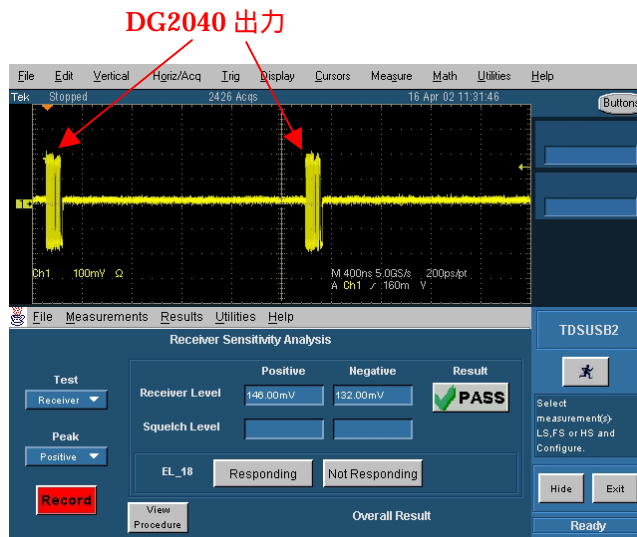 DG2040 出力
File Edit Vertical Horiz/Acq Trig Display Cursors Measure Math Utilities Help
Tek Stopped 2426 Acqs 16 Apr 02 11:31:46
Buttons
Ch1 100mV Ω M 400ns 5.0GS/s 200ps/pt
A Ch1 160m V
File Measurements Results Utilities Help
Receiver Sensitivity Analysis
TDSUSB2
Positive Negative Result
Test
Receiver
Receiver Level 146.00mV 132.00mV PASS
Squelch Level
Peak
Positive
EL_18 Responding Not Responding
Record
View
Procedure
Overall Result
Select
measurement(s)-
LS,FS or HS and
Configure.
Hide Exit
Ready